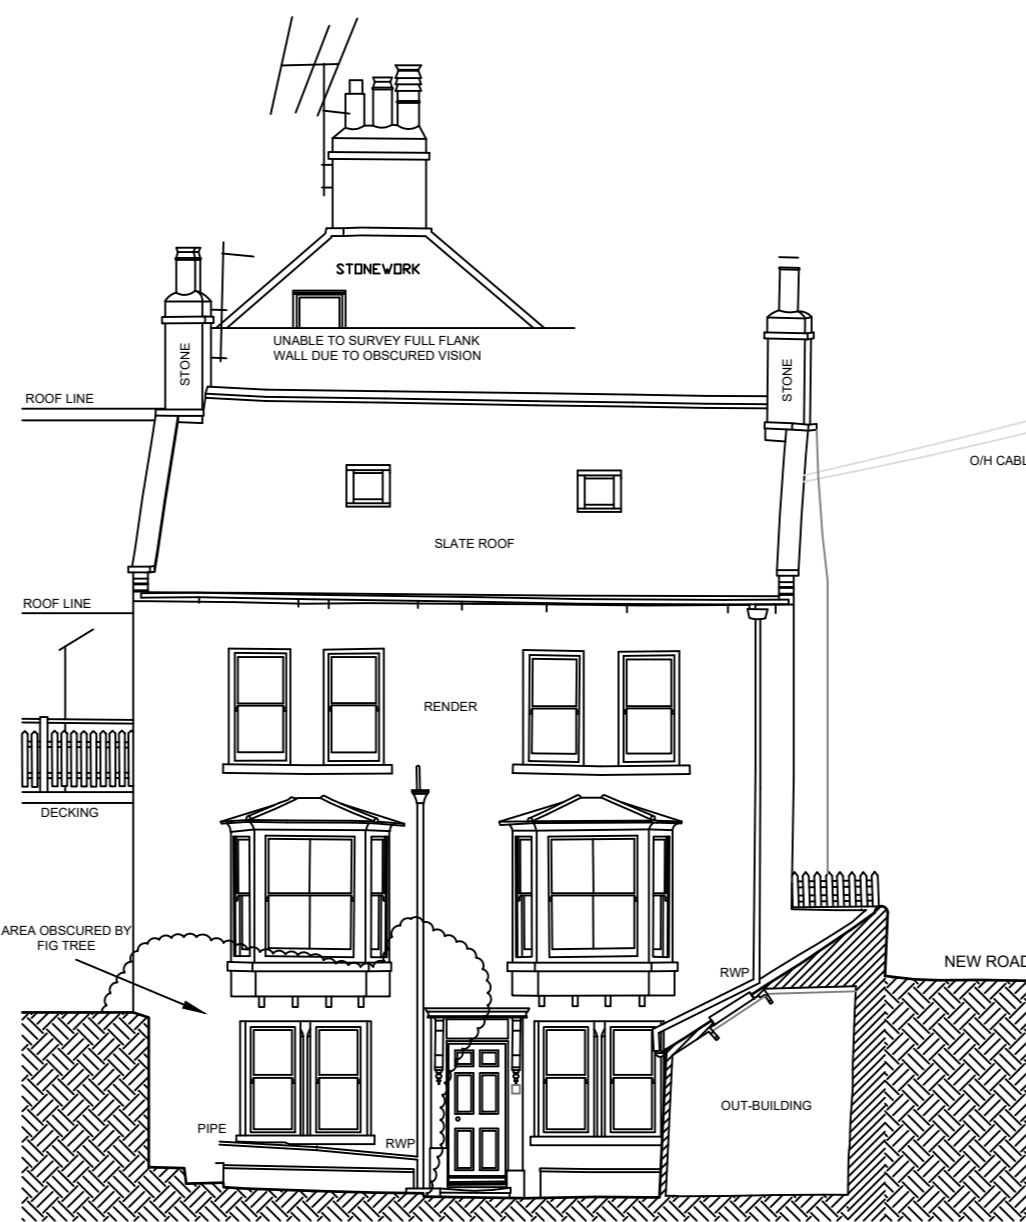 STONEWORK
UNABLE TO SURVEY FULL FLANK
WALL DUE TO OBSCURED VISION
STONE
STONE
ROOF LINE
O/H CABL
SLATE ROOF
ROOF LINE
RENDER
DECKING
AREA OBSCURED BY
FIG TREE
NEW ROAD
RWP
OUT-BUILDING
PIPE
RWP